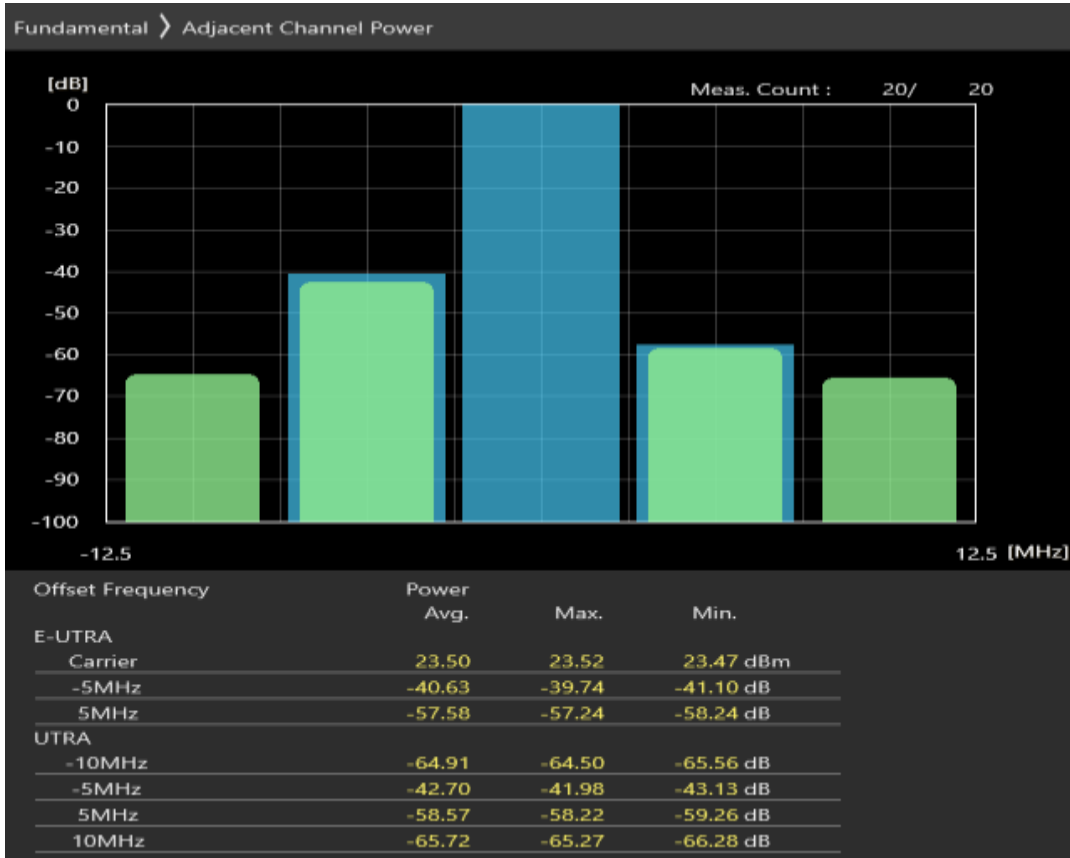 Fundamental 〉 Adjacent Channel Power
[dB]
Meas. Count : 20/ 20
0
-10
-20
-30
-40
-50
-60
-70
-80
-90
-100
-12.5 12.5 [MHz]
Offset Frequency Power
Avg. Max. Min.
E-UTRA
Carrier 23.50 23.52 23.47 dBm
-5MHz -40.63 -39.74 -41.10 dB
5MHz -57.58 -57.24 -58.24 dB
UTRA
-10MHz -64.91 -64.50 -65.56 dB
-5MHz -42.70 -41.98 -43.13 dB
5MHz -58.57 -58.22 -59.26 dB
10MHz -65.72 -65.27 -66.28 dB